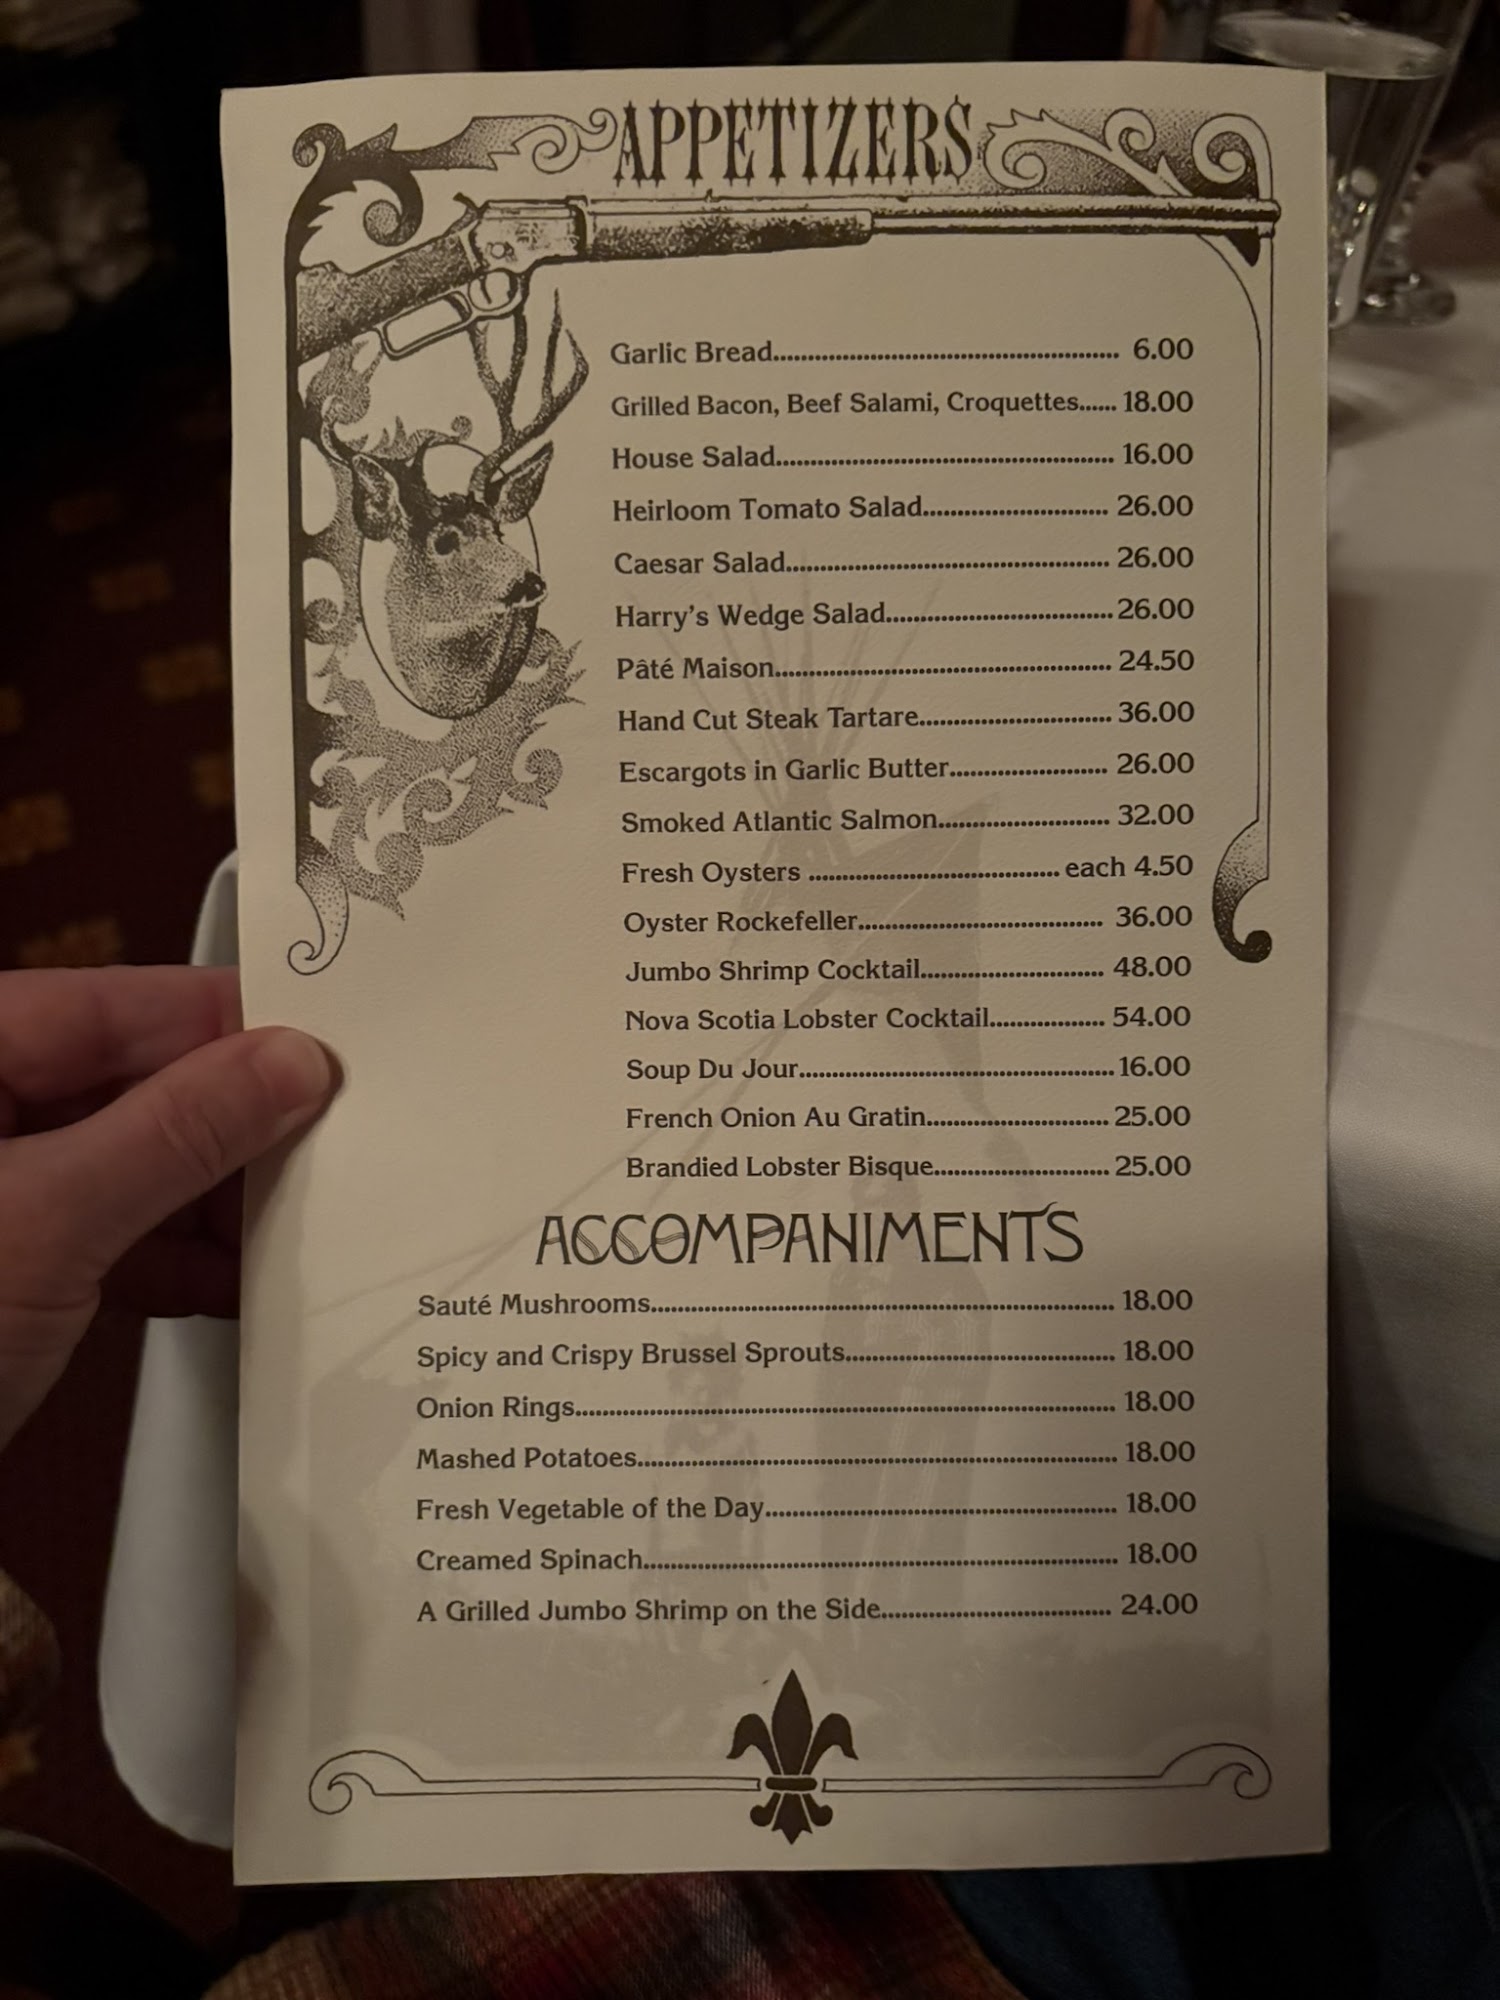 APPETIZERS
Garlic Bread.................................................. 6.00
Grilled Bacon, Beef Salami, Croquettes...... 18.00
House Salad................................................. 16.00
Heirloom Tomato Salad........................... 26.00
Caesar Salad............................................... 26.00
Harry's Wedge Salad.................................26.00
Pâté Maison................................................. 24.50
Hand Cut Steak Tartare............................ 36.00
Escargots in Garlic Butter....................... 26.00
Smoked Atlantic Salmon......................... 32.00
Fresh Oysters ..................................... each 4.50
Oyster Rockefeller.................................... 36.00
Jumbo Shrimp Cocktail........................... 48.00
Nova Scotia Lobster Cocktail................. 54.00
Soup Du Jour..............................................16.00
French Onion Au Gratin........................... 25.00
Brandied Lobster Bisque.......................... 25.00
ACCOMPANIMENTS
Sauté Mushrooms.................................................................... 18.00
Spicy and Crispy Brussel Sprouts........................................ 18.00
Onion Rings............................................................................... 18.00
Mashed Potatoes...................................................................... 18.00
Fresh Vegetable of the Day.................................................... 18.00
Creamed Spinach..................................................................... 18.00
A Grilled Jumbo Shrimp on the Side.................................. 24.00